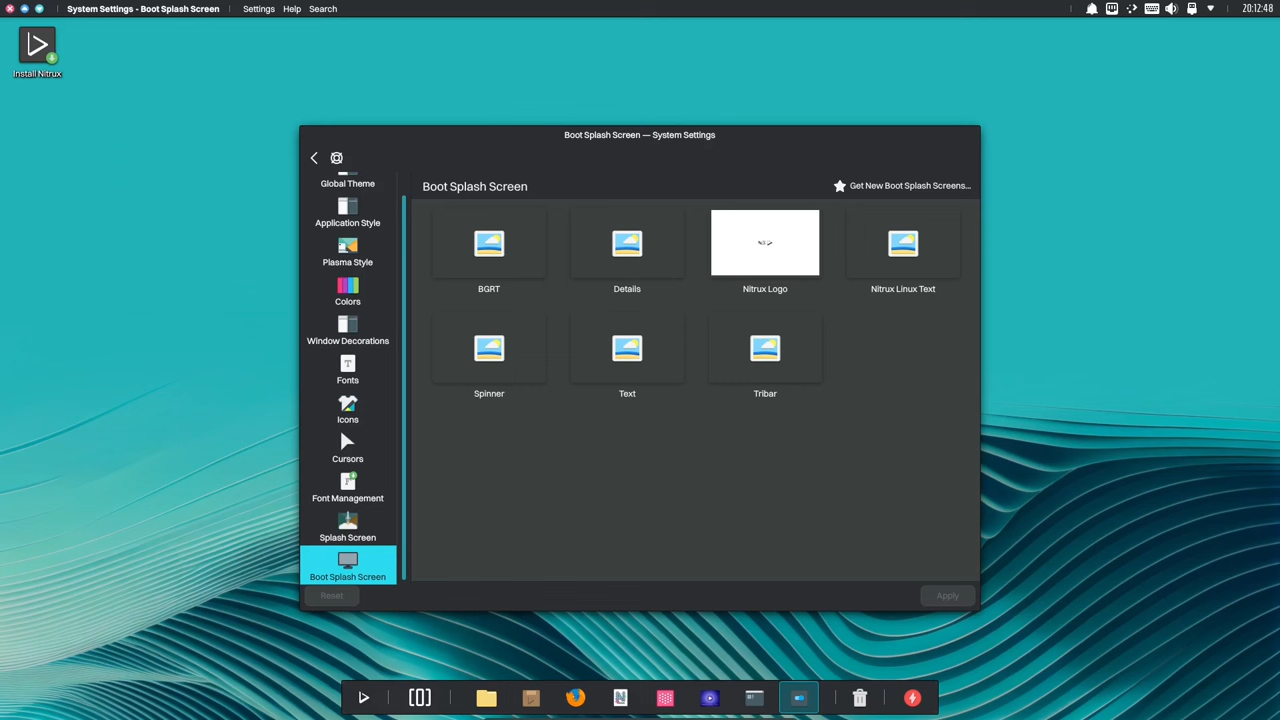 System Settings - Boot Splash Screen
Settings
Help
Search
20:12:48
Install Nitrux
Boot Splash Screen — System Settings
Global Theme
Application Style
Plasma Style
Colors
Window Decorations
Fonts
Icons
Cursors
Font Management
Splash Screen
Boot Splash Screen
Boot Splash Screen
Get New Boot Splash Screens...
BGRT
Details
Nitrux Logo
Nitrux Linux Text
Spinner
Text
Tribar
Reset
Apply